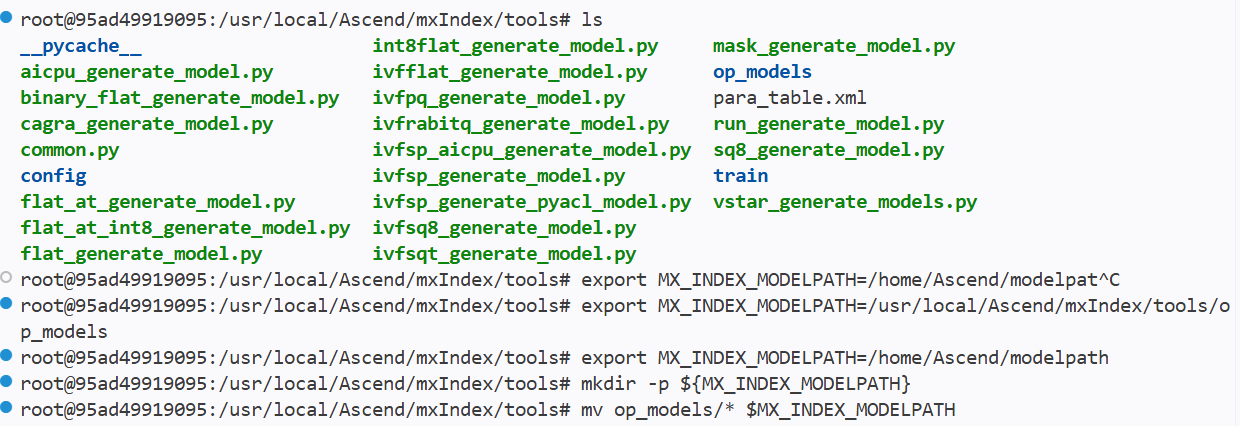 root@95ad49919095:/usr/local/Ascend/mxIndex/tools# ls
__pycache__ int8flat_generate_model.py mask_generate_model.py
aicpu_generate_model.py ivfflat_generate_model.py op_models
binary_flat_generate_model.py ivfpq_generate_model.py para_table.xml
cagra_generate_model.py ivfrabitq_generate_model.py run_generate_model.py
common.py ivfsp_aicpu_generate_model.py sq8_generate_model.py
config ivfsp_generate_model.py train
flat_at_generate_model.py ivfsp_generate_pyacl_model.py vstar_generate_models.py
flat_at_int8_generate_model.py ivfsq8_generate_model.py
flat_generate_model.py ivfsqt_generate_model.py
root@95ad49919095:/usr/local/Ascend/mxIndex/tools# export MX_INDEX_MODELPATH=/home/Ascend/modelpat^C
root@95ad49919095:/usr/local/Ascend/mxIndex/tools# export MX_INDEX_MODELPATH=/usr/local/Ascend/mxIndex/tools/o
p_models
root@95ad49919095:/usr/local/Ascend/mxIndex/tools# export MX_INDEX_MODELPATH=/home/Ascend/modelpath
root@95ad49919095:/usr/local/Ascend/mxIndex/tools# mkdir -p ${MX_INDEX_MODELPATH}
root@95ad49919095:/usr/local/Ascend/mxIndex/tools# mv op_models/* $MX_INDEX_MODELPATH